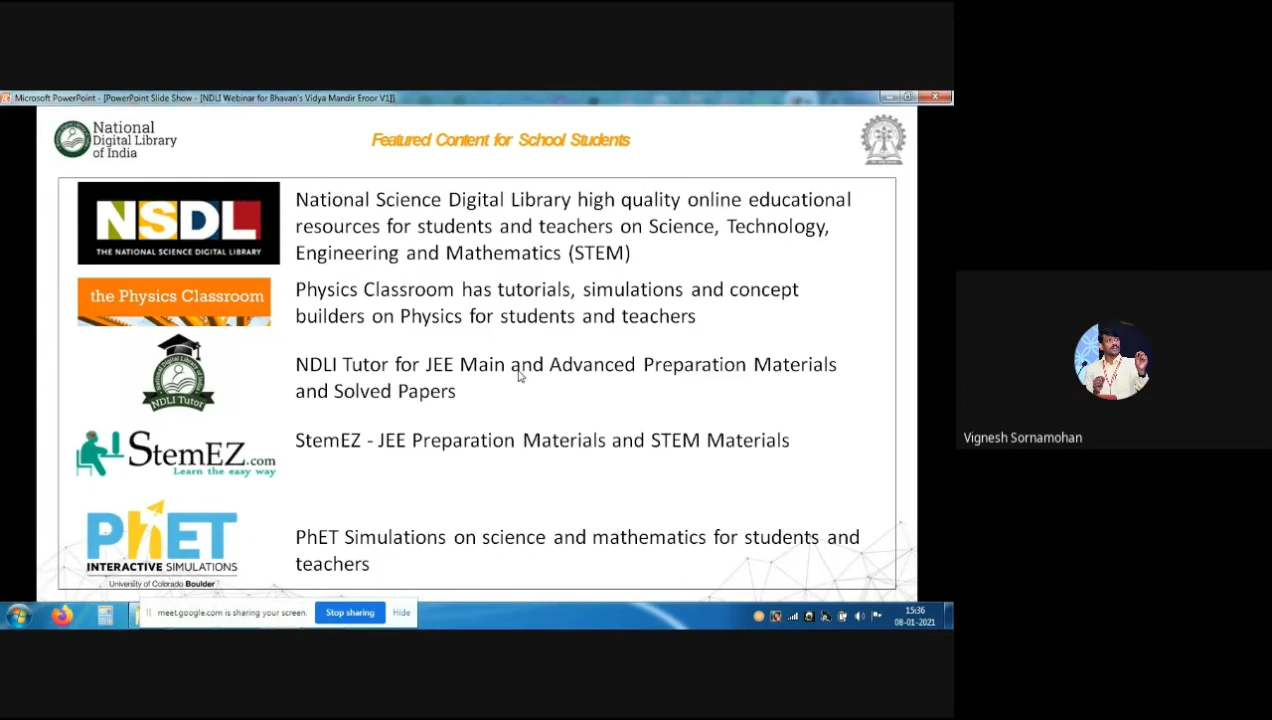 Microsoft PowerPoint - [PowerPoint Slide Show - [NDLI Webinar for Bhavan's Vidya Mandir Eroor V1]]
National
Digital Library
of India
Featured Content for School Students
NSDL
THE NATIONAL SCIENCE DIGITAL LIBRARY
National Science Digital Library high quality online educational
resources for students and teachers on Science, Technology,
Engineering and Mathematics (STEM)
the Physics Classroom
Physics Classroom has tutorials, simulations and concept
builders on Physics for students and teachers
NDLI Tutor
NDLI Tutor for JEE Main and Advanced Preparation Materials
and Solved Papers
StemEZ.com
Learn the easy way
StemEZ - JEE Preparation Materials and STEM Materials
PhET
INTERACTIVE SIMULATIONS
University of Colorado Boulder
PhET Simulations on science and mathematics for students and
teachers
Vignesh Sornamohan
meet.google.com is sharing your screen.
Stop sharing
Hide
15:36
08-01-2021